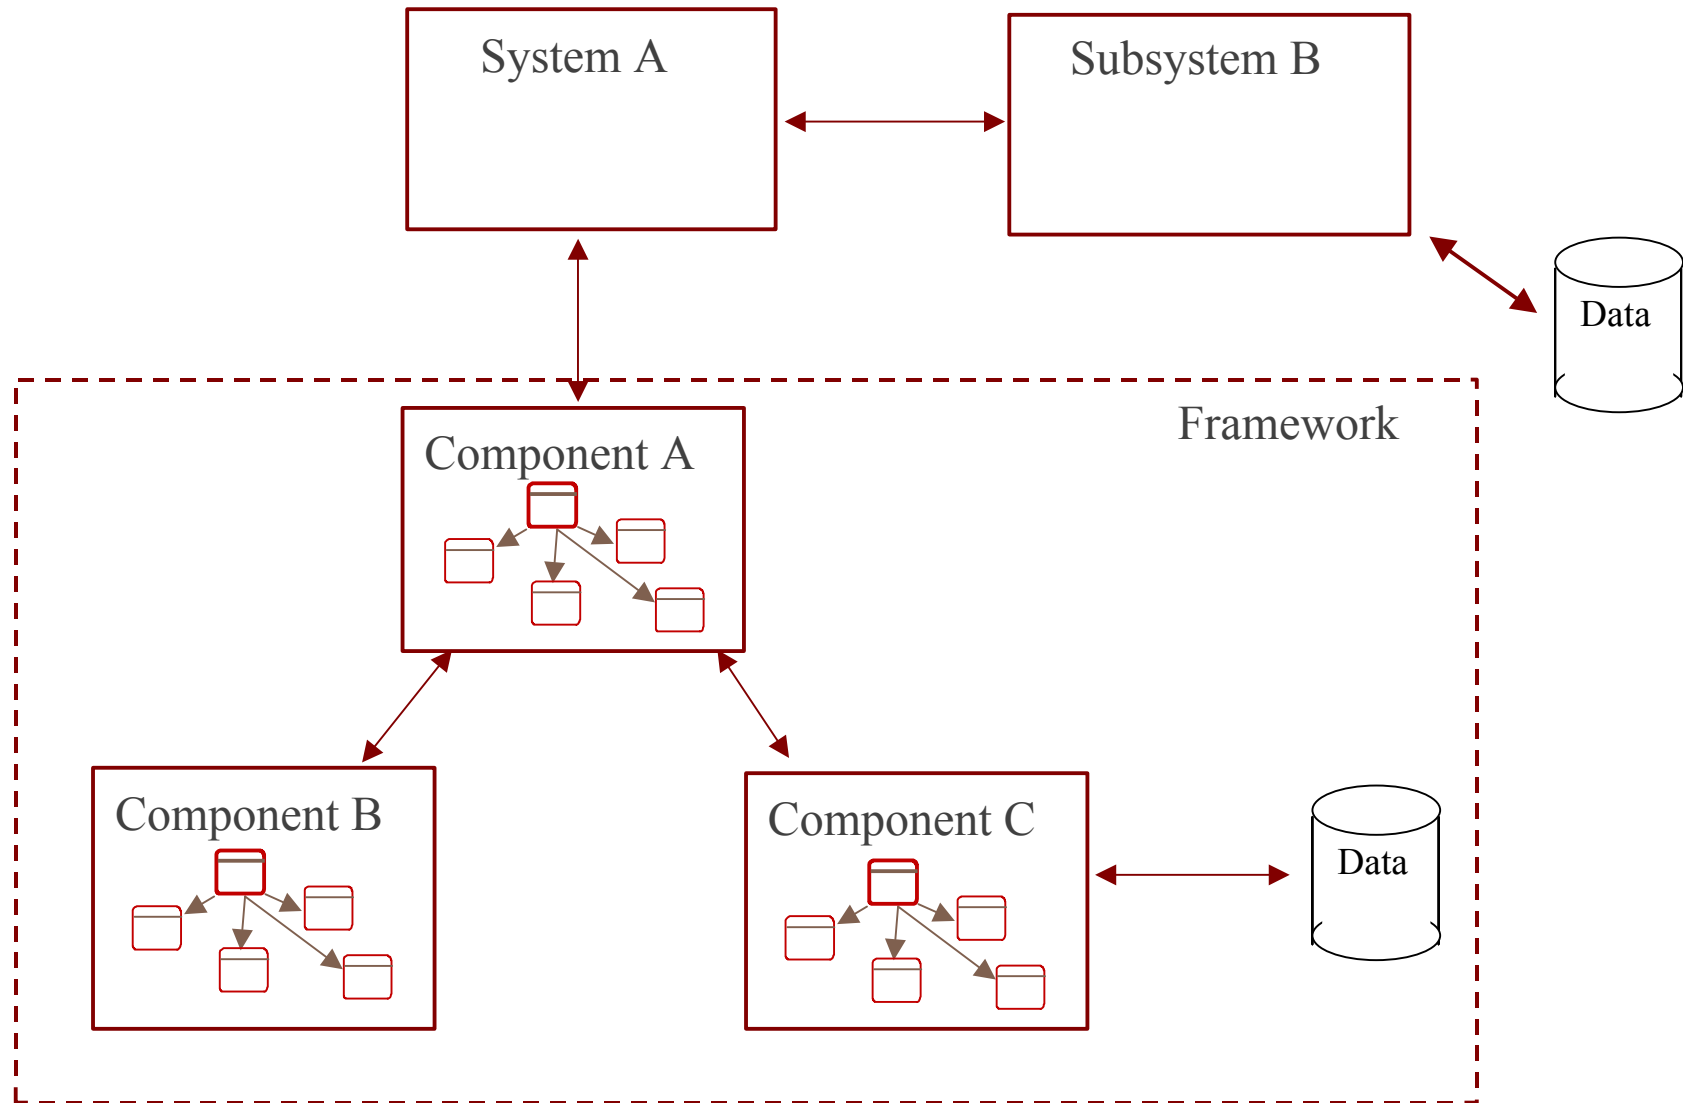 System A
Subsystem B
Data
Framework
Component A
Component B
Component C
Data